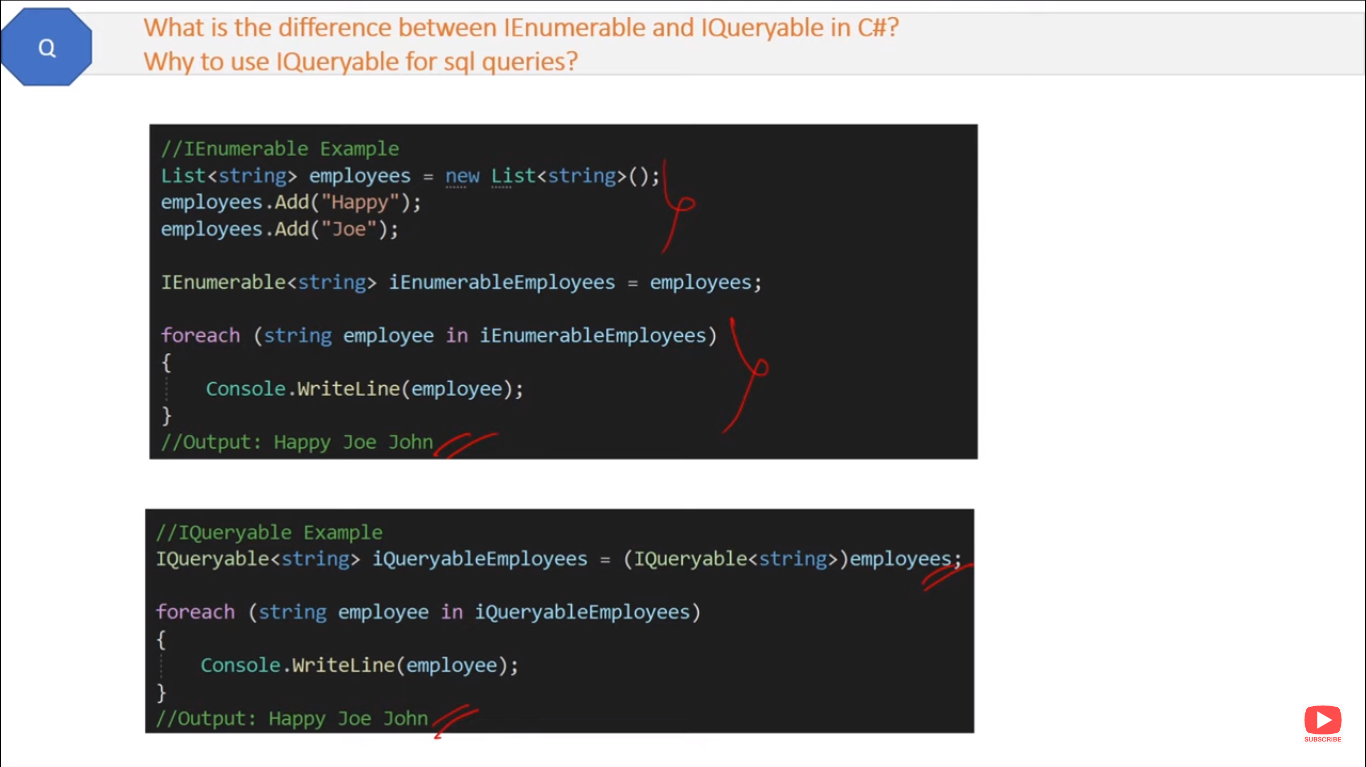 Q
What is the difference between IEnumerable and IQueryable in C#?
Why to use IQueryable for sql queries?
//IEnumerable Example
List<string> employees = new List<string>();
employees.Add("Happy");
employees.Add("Joe");
IEnumerable<string> iEnumerableEmployees = employees;
foreach (string employee in iEnumerableEmployees)
{
Console.WriteLine(employee);
}
//Output: Happy Joe John
//IQueryable Example
IQueryable<string> iQueryableEmployees = (IQueryable<string>)employees;
foreach (string employee in iQueryableEmployees)
{
Console.WriteLine(employee);
}
//Output: Happy Joe John
SUBSCRIBE